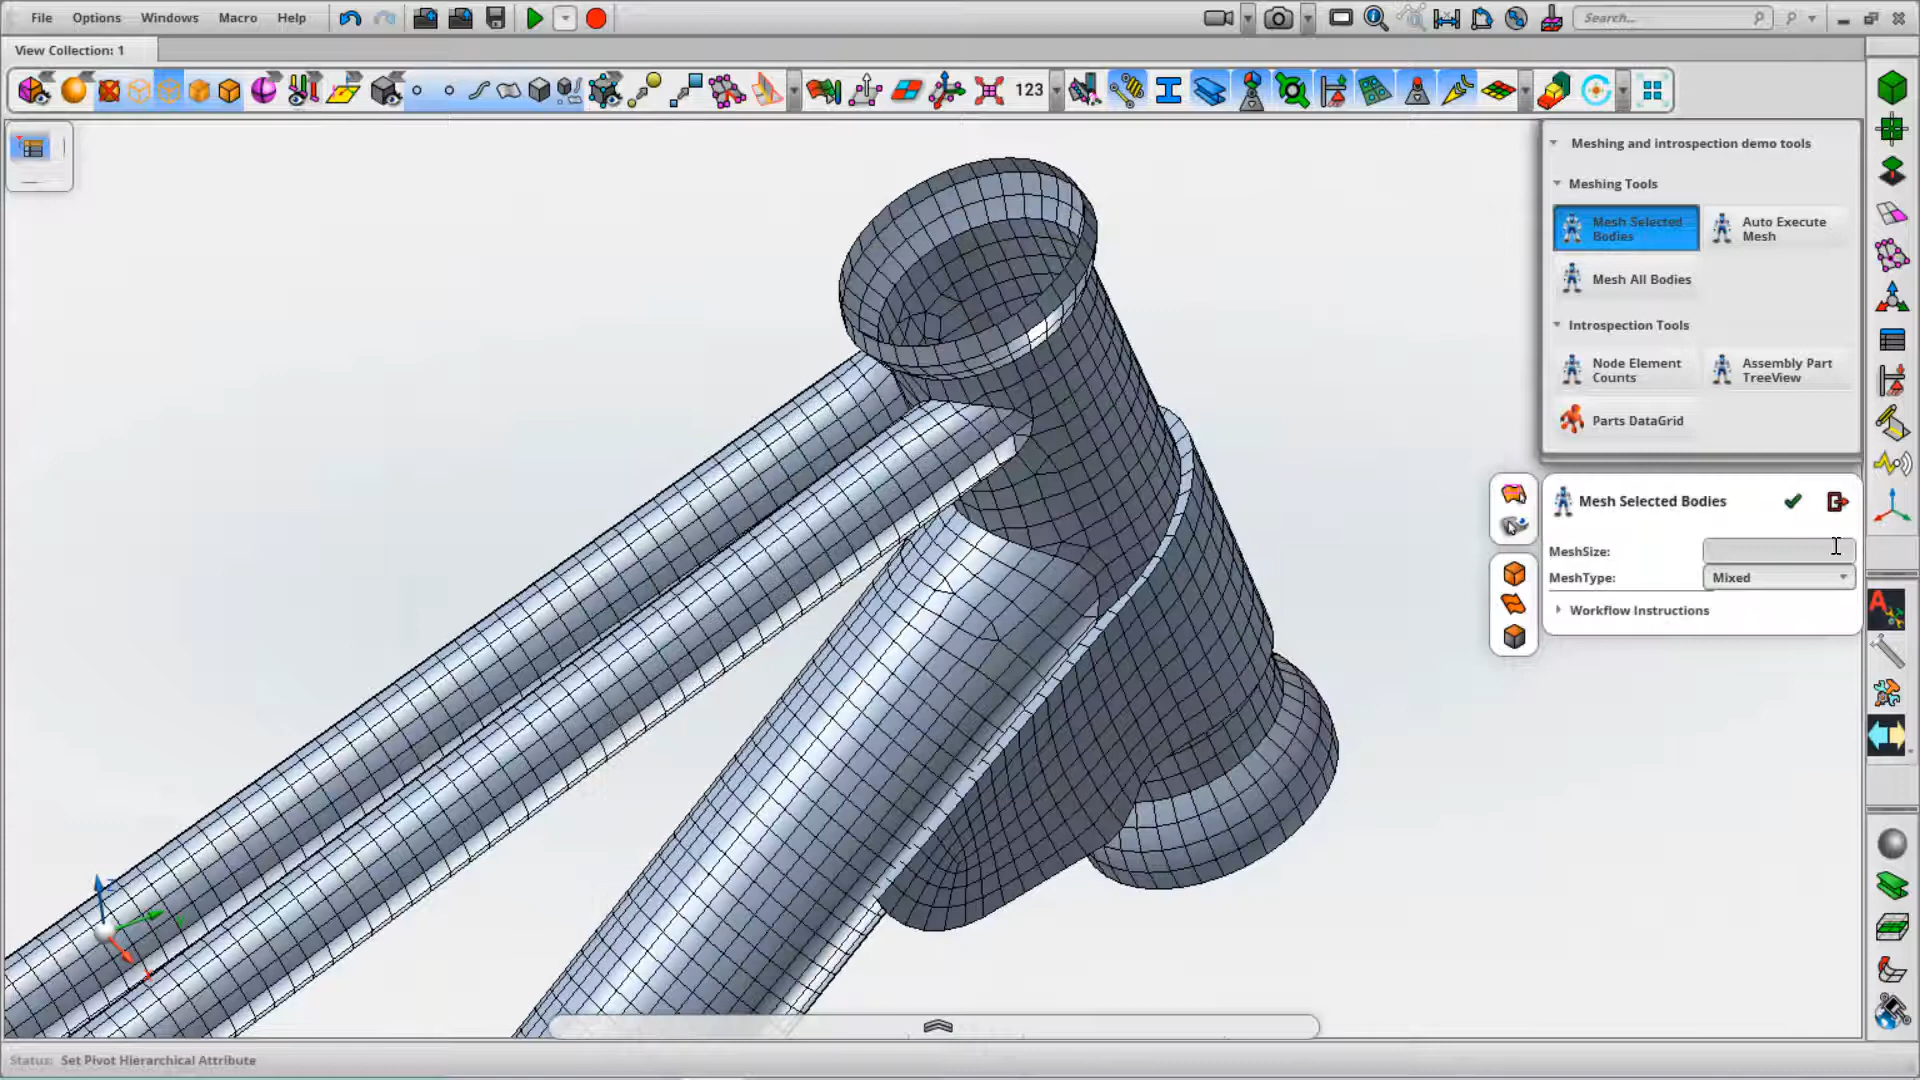 File Options Windows Macro Help
Search...
View Collection: 1
123
Meshing and introspection demo tools
Meshing Tools
Mesh Selected
Bodies
Auto Execute
Mesh
Mesh All Bodies
Introspection Tools
Node Element
Counts
Assembly Part
TreeView
Parts DataGrid
Mesh Selected Bodies
MeshSize:
MeshType: Mixed
Workflow Instructions
Status: Set Pivot Hierarchical Attribute